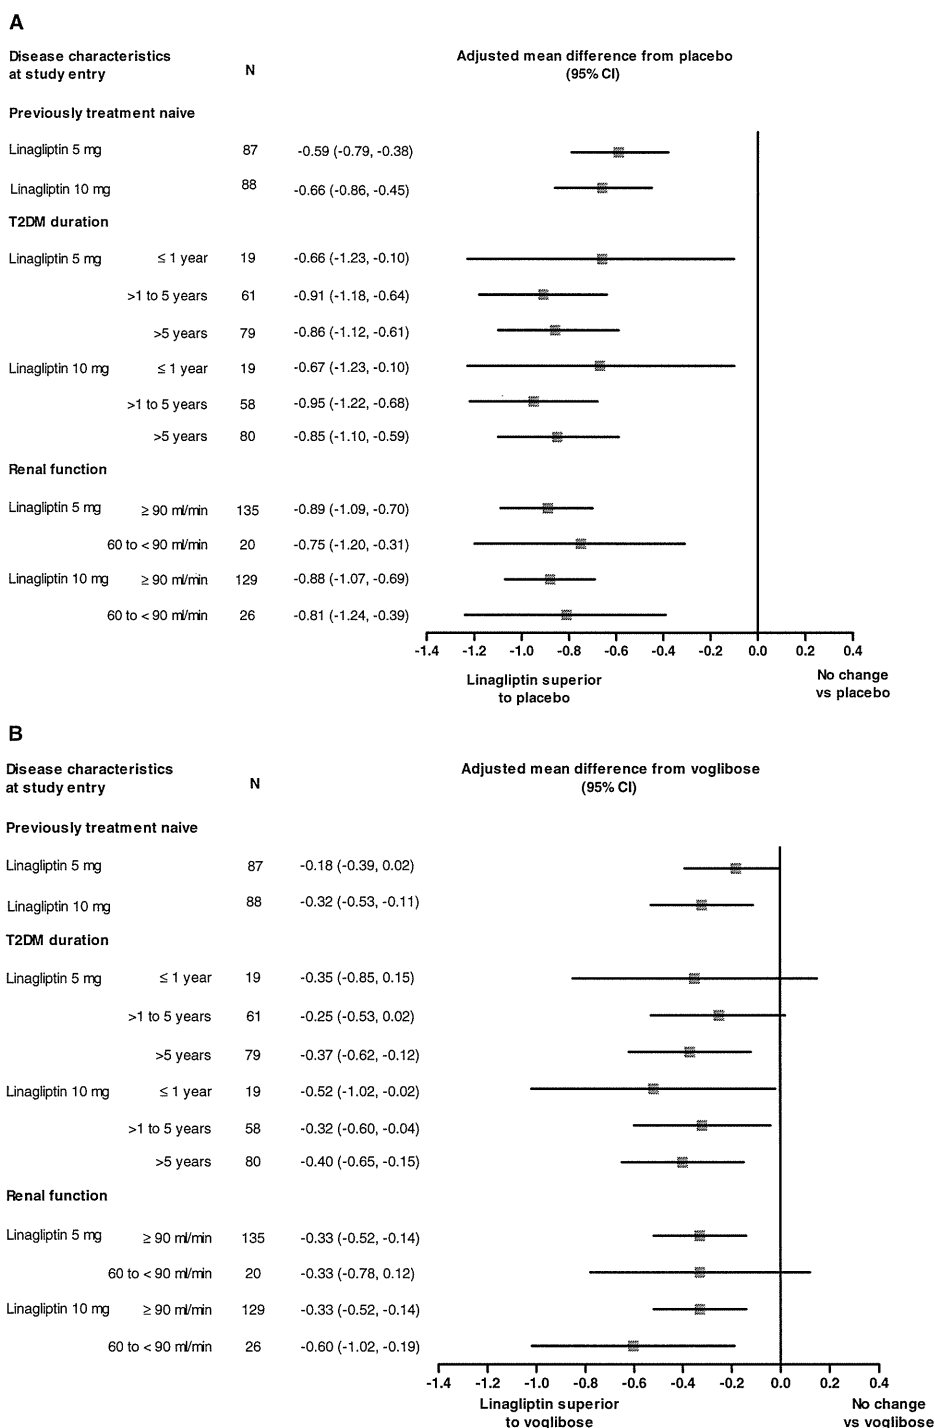 A
Disease characteristics
at study entry
N
Adjusted mean difference from placebo
(95% CI)
Previously treatment naive
Linagliptin 5 mg 87 -0.59 (-0.79, -0.38)
Linagliptin 10 mg 88 -0.66 (-0.86, -0.45)
T2DM duration
Linagliptin 5 mg ≤ 1 year 19 -0.66 (-1.23, -0.10)
>1 to 5 years 61 -0.91 (-1.18, -0.64)
>5 years 79 -0.86 (-1.12, -0.61)
Linagliptin 10 mg ≤ 1 year 19 -0.67 (-1.23, -0.10)
>1 to 5 years 58 -0.95 (-1.22, -0.68)
>5 years 80 -0.85 (-1.10, -0.59)
Renal function
Linagliptin 5 mg ≥ 90 ml/min 135 -0.89 (-1.09, -0.70)
60 to < 90 ml/min 20 -0.75 (-1.20, -0.31)
Linagliptin 10 mg ≥ 90 ml/min 129 -0.88 (-1.07, -0.69)
60 to < 90 ml/min 26 -0.81 (-1.24, -0.39)
-1.4 -1.2 -1.0 -0.8 -0.6 -0.4 -0.2 0.0 0.2 0.4
Linagliptin superior
to placebo
No change
vs placebo
B
Disease characteristics
at study entry
N
Adjusted mean difference from voglibose
(95% CI)
Previously treatment naive
Linagliptin 5 mg 87 -0.18 (-0.39, 0.02)
Linagliptin 10 mg 88 -0.32 (-0.53, -0.11)
T2DM duration
Linagliptin 5 mg ≤ 1 year 19 -0.35 (-0.85, 0.15)
>1 to 5 years 61 -0.25 (-0.53, 0.02)
>5 years 79 -0.37 (-0.62, -0.12)
Linagliptin 10 mg ≤ 1 year 19 -0.52 (-1.02, -0.02)
>1 to 5 years 58 -0.32 (-0.60, -0.04)
>5 years 80 -0.40 (-0.65, -0.15)
Renal function
Linagliptin 5 mg ≥ 90 ml/min 135 -0.33 (-0.52, -0.14)
60 to < 90 ml/min 20 -0.33 (-0.78, 0.12)
Linagliptin 10 mg ≥ 90 ml/min 129 -0.33 (-0.52, -0.14)
60 to < 90 ml/min 26 -0.60 (-1.02, -0.19)
-1.4 -1.2 -1.0 -0.8 -0.6 -0.4 -0.2 0.0 0.2 0.4
Linagliptin superior
to voglibose
No change
vs voglibose